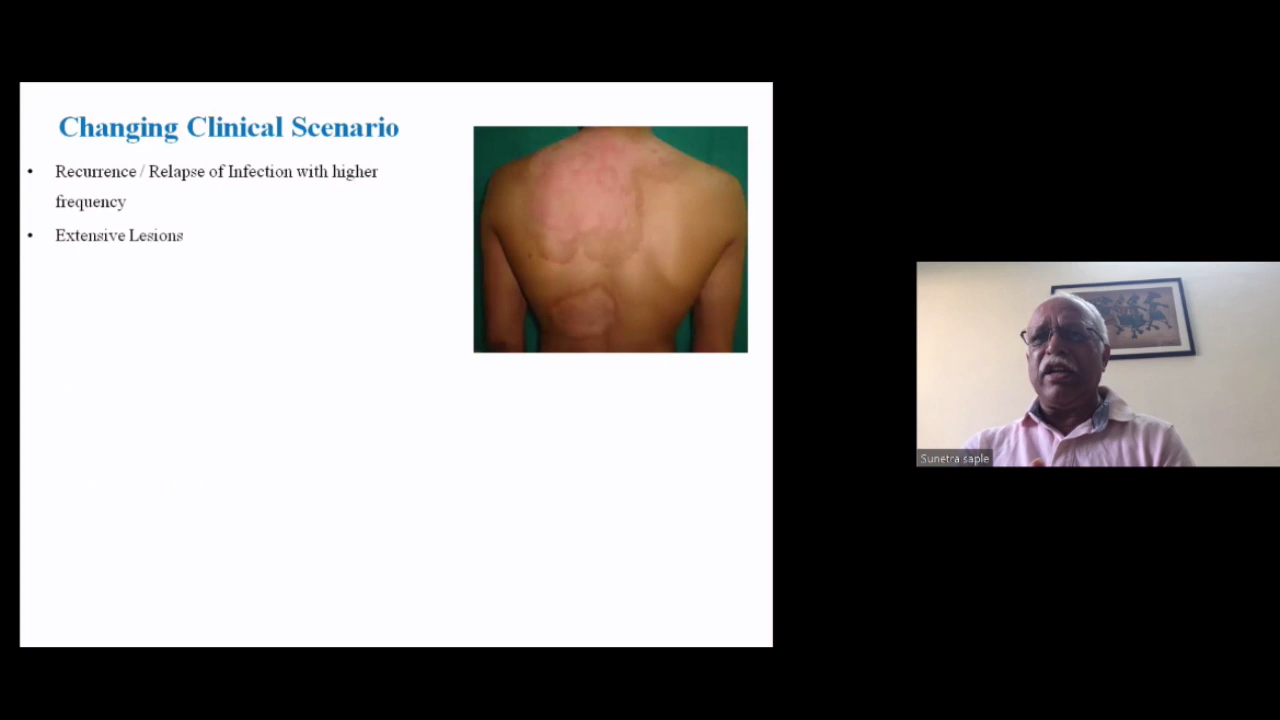 Changing Clinical Scenario
• Recurrence / Relapse of Infection with higher
frequency
• Extensive Lesions
Sunetra saple